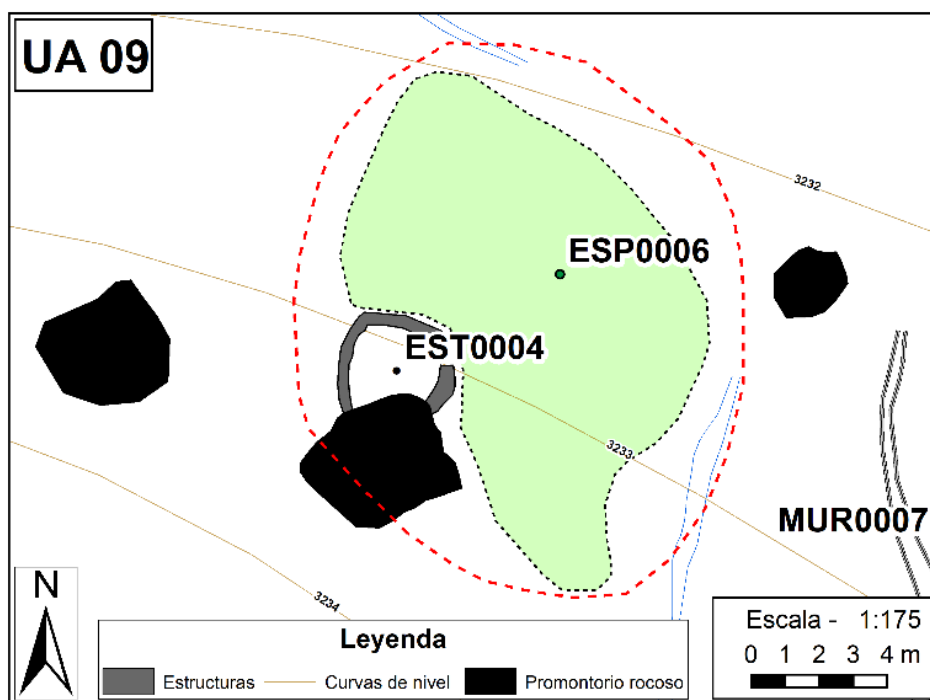 UA 09
3232
ESP0006
EST0004
3233
MUR0007
3234
N
Leyenda
Estructuras
Curvas de nivel
Promontorio rocoso
Escala - 1:175
0 1 2 3 4 m